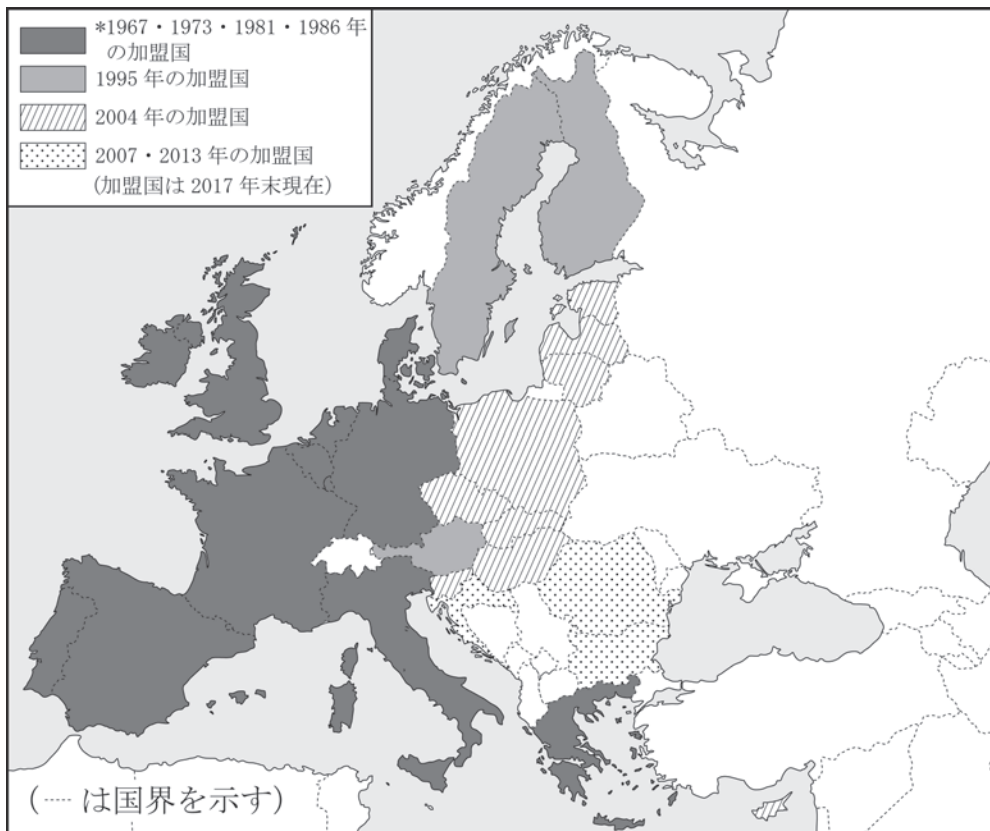 *1967・1973・1981・1986 年
の加盟国
1995 年の加盟国
2004 年の加盟国
2007・2013 年の加盟国
(加盟国は 2017 年末現在)
(---- は国界を示す)